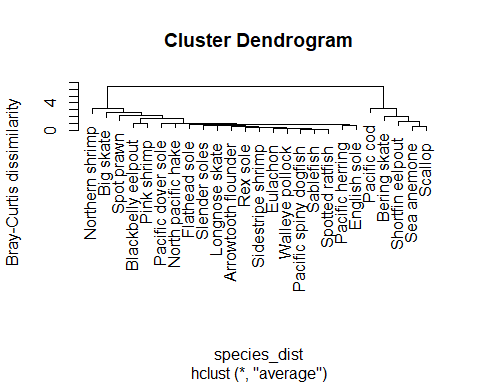 Cluster Dendrogram
Bray-Curtis dissimilarity
4
0
Northern shrimp
Big skate
Spot prawn
Blackbelly eelpout
Pink shrimp
Pacific dover sole
North pacific hake
Flathead sole
Slender soles
Longnose skate
Arrowtooth flounder
Rex sole
Sidestripe shrimp
Eulachon
Walleye pollock
Pacific spiny dogfish
Sablefish
Spotted ratfish
Pacific herring
English sole
Pacific cod
Bering skate
Shortfin eelpout
Sea anemone
Scallop
species_dist
hclust (*, "average")